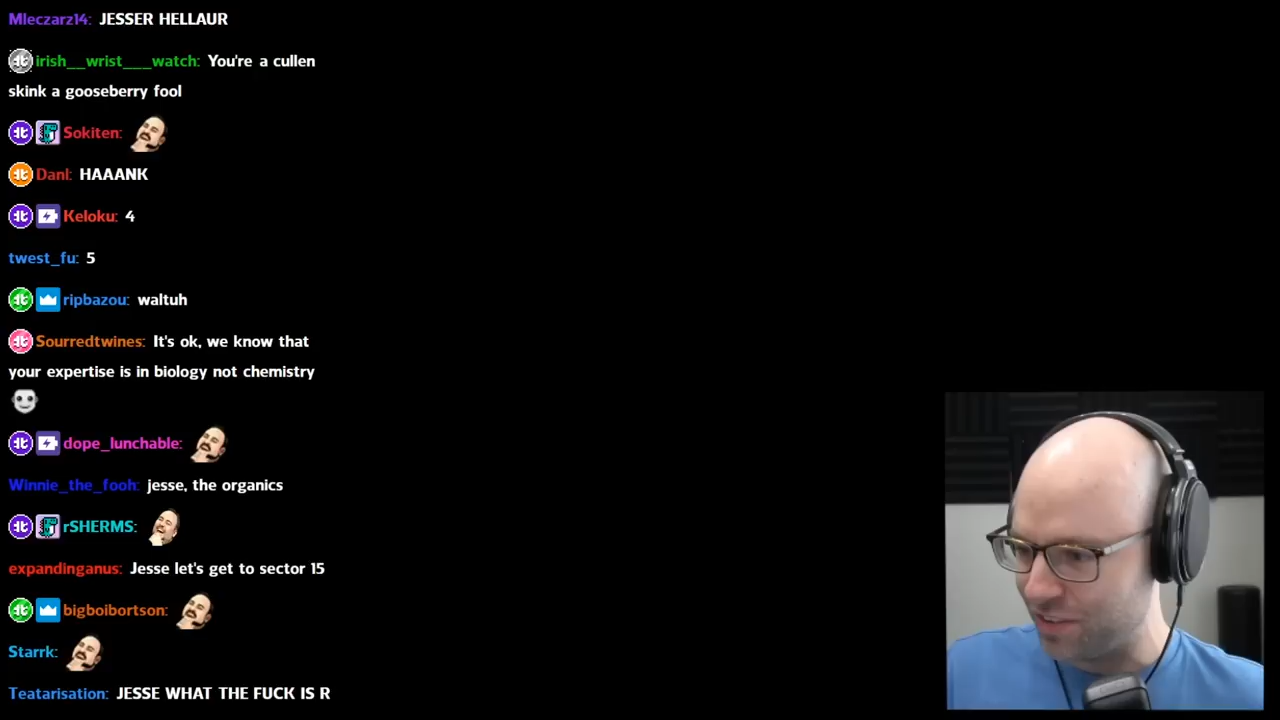 Mleczarz14: JESSER HELLAUR
irish__wrist___watch: You're a cullen
skink a gooseberry fool
Sokiten:
Danl: HAAANK
Keloku: 4
twest_fu: 5
ripbazou: waltuh
Sourredtwines: It's ok, we know that
your expertise is in biology not chemistry
dope_lunchable:
Winnie_the_fooh: jesse, the organics
rSHERMS:
expandinganus: Jesse let's get to sector 15
bigboibortson:
Starrk:
Teatarisation: JESSE WHAT THE FUCK IS R